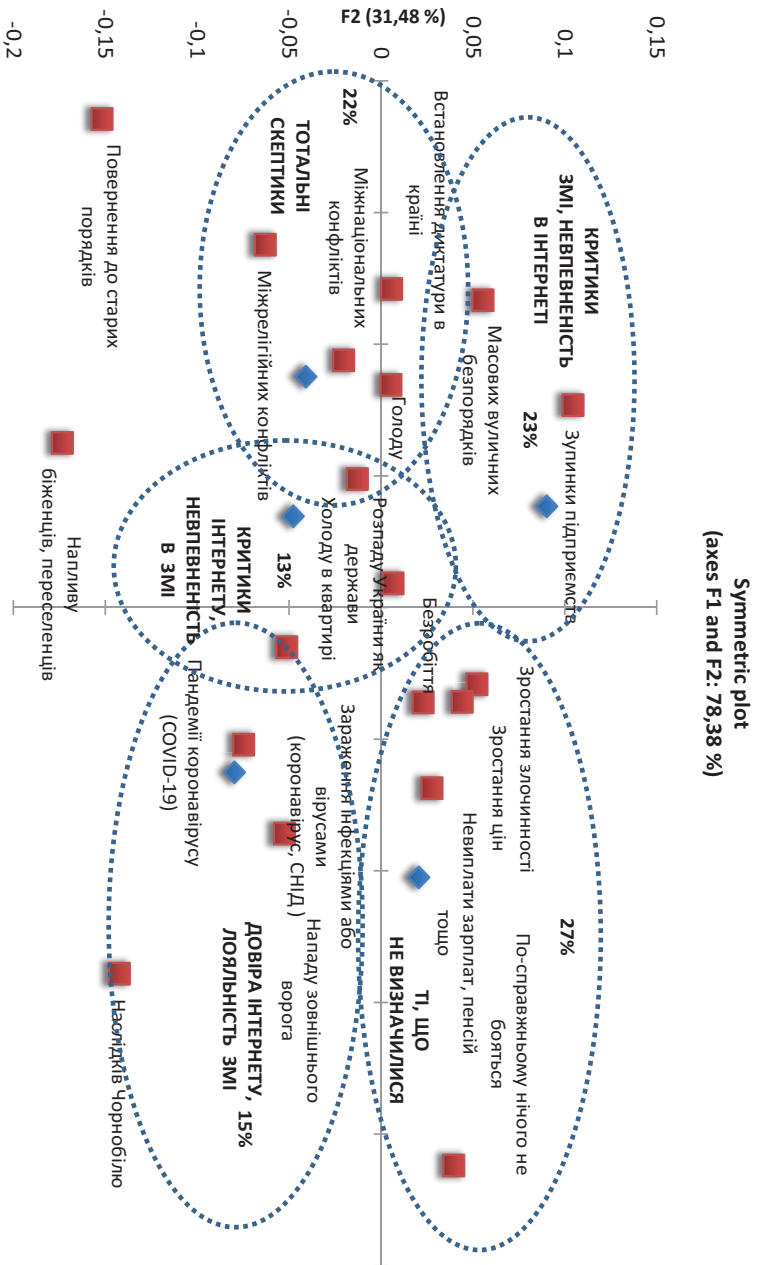 Symmetric plot
(axes F1 and F2: 78,38 %)
F2 (31,48 %)
0,15
0,1
0,05
0
-0,05
-0,1
-0,15
-0,2
КРИТИКИ
ЗМІ, НЕВПЕВНЕНІСТЬ
В ІНТЕРНЕТІ
23%
Зупинки підприємств
Масових вуличних
безпорядків
Встановлення диктатури в
країні
22%
Міжнаціональних
конфліктів
Голоду
ТОТАЛЬНІ
СКЕПТИКИ
Міжрелігійних конфліктів
Повернення до старих
порядків
Напливу
біженців, переселенців
Розпаду України як
держави
Холоду в квартирі
13%
КРИТИКИ
ІНТЕРНЕТУ,
НЕВПЕВНЕНІСТЬ
В ЗМІ
27%
По-справжньому нічого не
бояться
Зростання злочинності
Зростання цін
Невиплати зарплат, пенсій
тощо
Безробіття
ТІ, ЩО
НЕ ВИЗНАЧИЛИСЯ
Зараження інфекціями або
вірусами
(коронавірус, СНІД )
Нападу зовнішнього
ворога
ДОВІРА ІНТЕРНЕТУ, 15%
ЛОЯЛЬНІСТЬ ЗМІ
Пандемії коронавірусу
(COVID-19)
Наслідків Чорнобилю